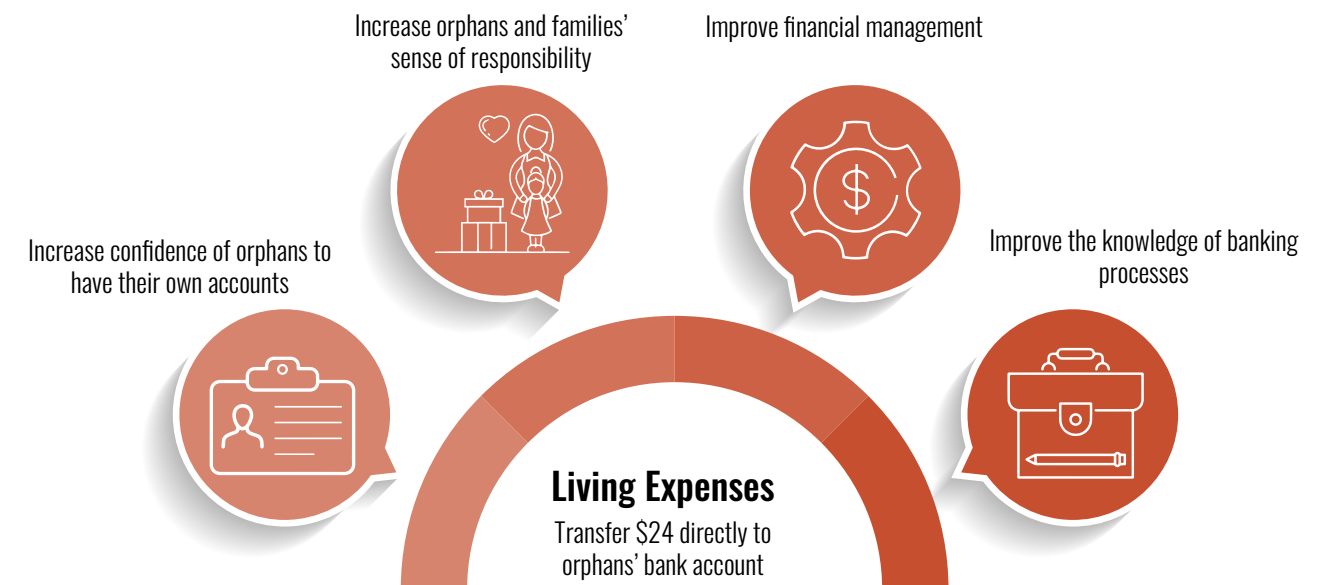 Increase orphans and families’
sense of responsibility
Improve financial management
Increase confidence of orphans to
have their own accounts
Improve the knowledge of banking
processes
Living Expenses
Transfer $24 directly to
orphans’ bank account